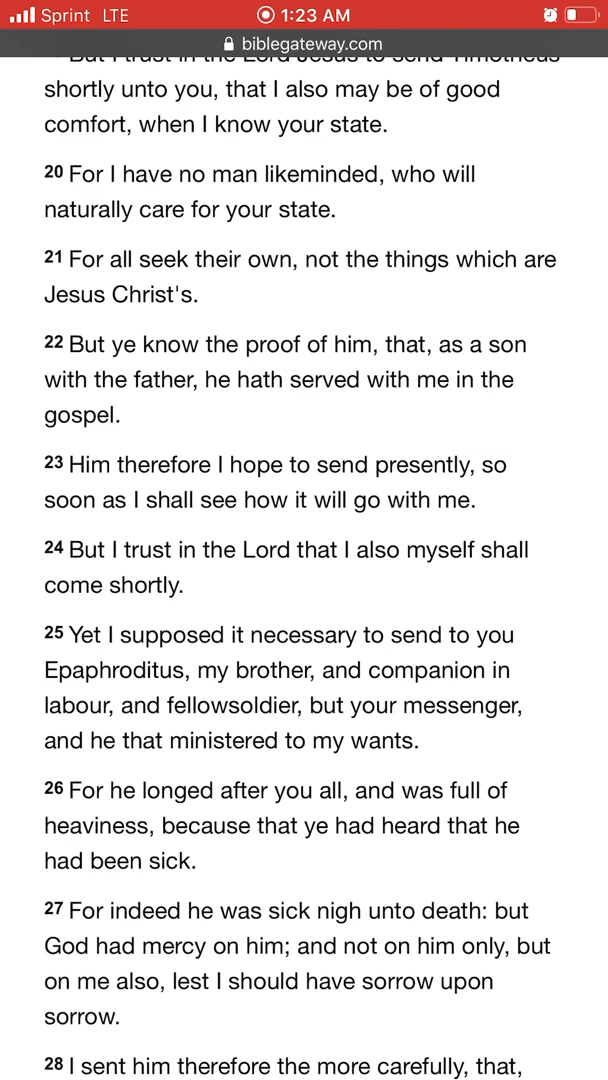 Sprint LTE 1:23 AM
biblegateway.com
But I trust in the Lord Jesus to send Timotheus
shortly unto you, that I also may be of good
comfort, when I know your state.
20 For I have no man likeminded, who will
naturally care for your state.
21 For all seek their own, not the things which are
Jesus Christ's.
22 But ye know the proof of him, that, as a son
with the father, he hath served with me in the
gospel.
23 Him therefore I hope to send presently, so
soon as I shall see how it will go with me.
24 But I trust in the Lord that I also myself shall
come shortly.
25 Yet I supposed it necessary to send to you
Epaphroditus, my brother, and companion in
labour, and fellowsoldier, but your messenger,
and he that ministered to my wants.
26 For he longed after you all, and was full of
heaviness, because that ye had heard that he
had been sick.
27 For indeed he was sick nigh unto death: but
God had mercy on him; and not on him only, but
on me also, lest I should have sorrow upon
sorrow.
28 I sent him therefore the more carefully, that,